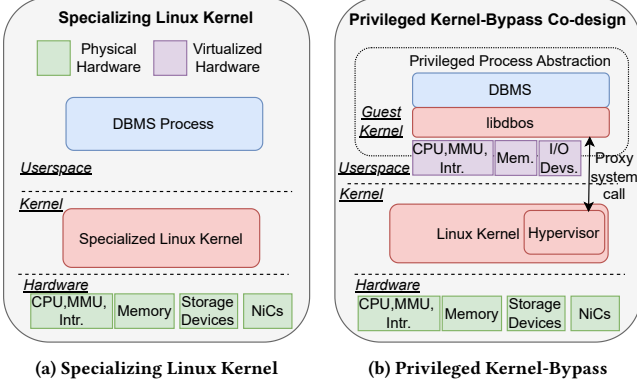 Specializing Linux Kernel
Physical
Hardware
Virtualized
Hardware
DBMS Process
Userspace
Kernel
Specialized Linux Kernel
Hardware
CPU,MMU,
Intr.
Memory
Storage
Devices
NiCs
(a) Specializing Linux Kernel
Privileged Kernel-Bypass Co-design
Privileged Process Abstraction
DBMS
Guest
Kernel
libdbos
CPU,MMU,
Intr.
Mem.
I/O
Devs.
Userspace
Proxy
system
call
Kernel
Linux Kernel
Hypervisor
Hardware
CPU,MMU,
Intr.
Memory
Storage
Devices
NiCs
(b) Privileged Kernel-Bypass